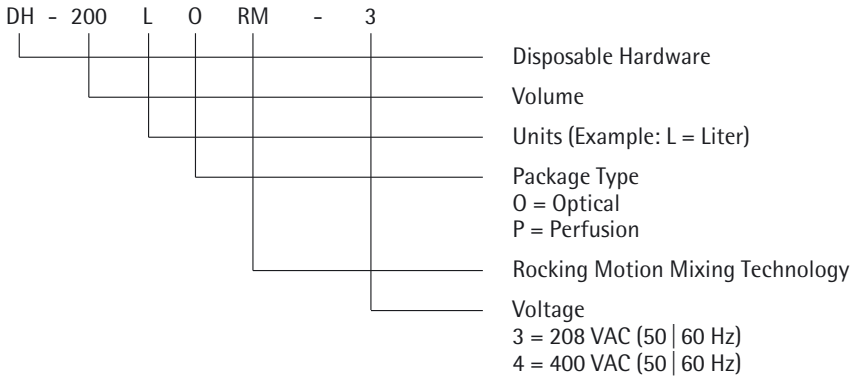 DH - 200 L O RM - 3
Disposable Hardware
Volume
Units (Example: L = Liter)
Package Type
O = Optical
P = Perfusion
Rocking Motion Mixing Technology
Voltage
3 = 208 VAC (50 | 60 Hz)
4 = 400 VAC (50 | 60 Hz)